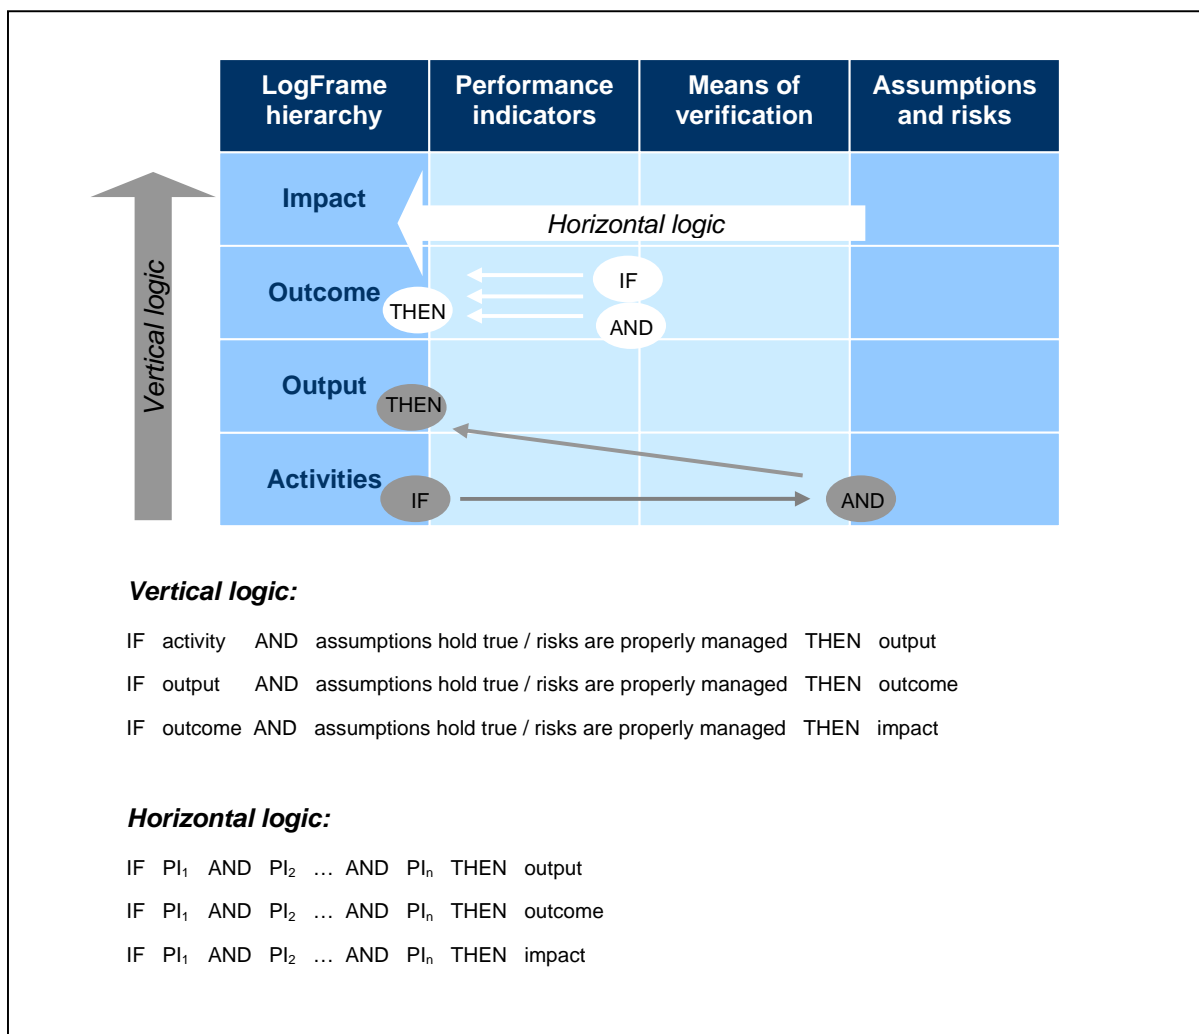 LogFrame hierarchy
Performance indicators
Means of verification
Assumptions and risks
Vertical logic
Impact
Horizontal logic
Outcome
THEN
IF
AND
Output
THEN
Activities
IF
AND
Vertical logic:
IF activity AND assumptions hold true / risks are properly managed THEN output
IF output AND assumptions hold true / risks are properly managed THEN outcome
IF outcome AND assumptions hold true / risks are properly managed THEN impact
Horizontal logic:
IF PI₁ AND PI₂ … AND PIₙ THEN output
IF PI₁ AND PI₂ … AND PIₙ THEN outcome
IF PI₁ AND PI₂ … AND PIₙ THEN impact